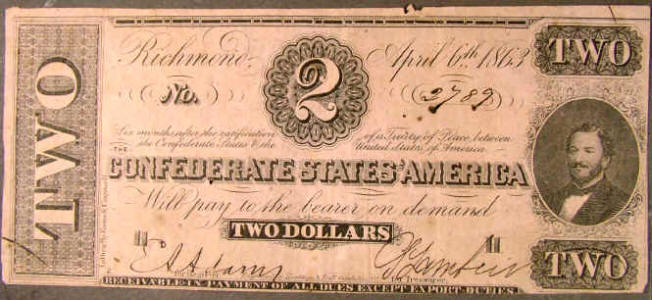 TWO
Richmond, April 6th 1863
TWO
No. 2 2789
Six months after the ratification of a Treaty of Peace between
the Confederate States & the United States of America
THE
CONFEDERATE STATES AMERICA
Will pay to the bearer on demand
TWO DOLLARS
H H
TWO
RECEIVABLE IN PAYMENT OF ALL DUES EXCEPT EXPORT DUTIES